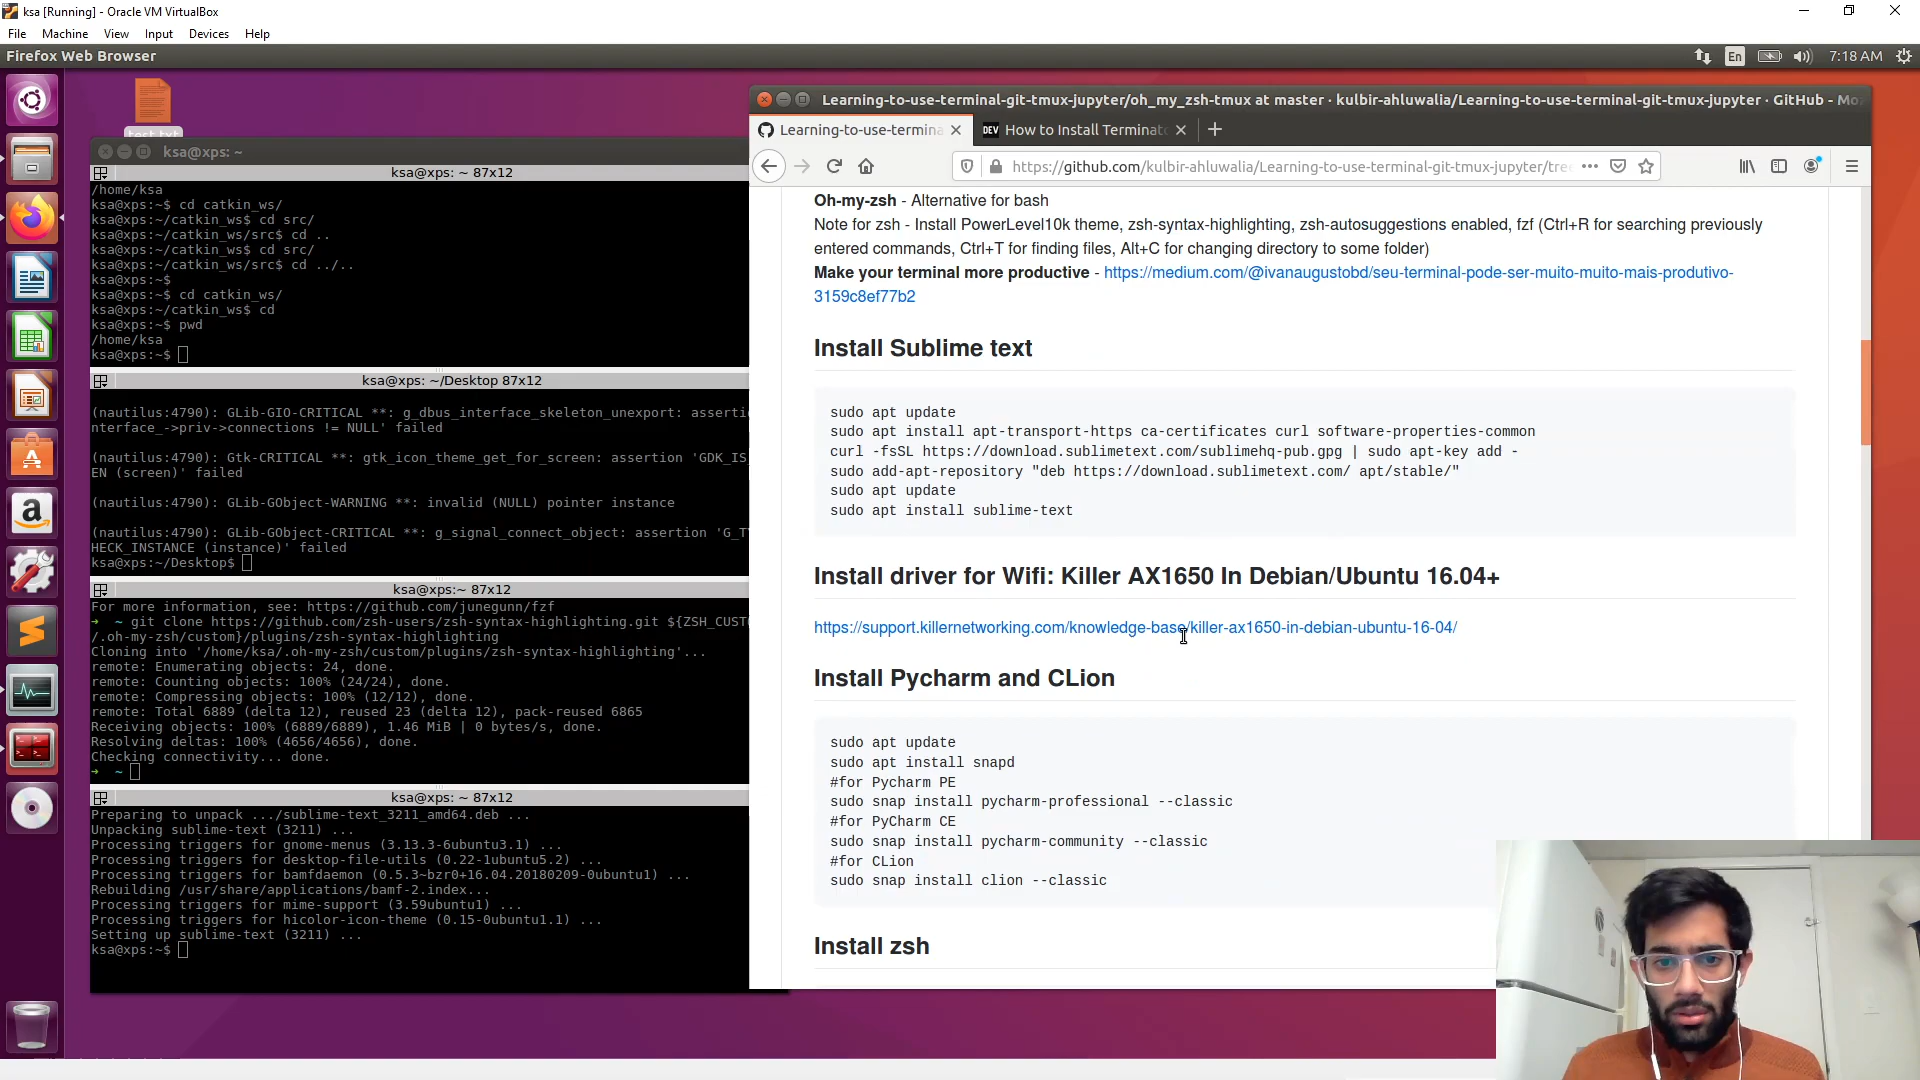 ksa [Running] - Oracle VM VirtualBox
File Machine View Input Devices Help
Firefox Web Browser
En
7:18 AM
test.txt
ksa@xps: ~
ksa@xps: ~ 87x12
/home/ksa
ksa@xps:~$ cd catkin_ws/
ksa@xps:~/catkin_ws$ cd src/
ksa@xps:~/catkin_ws/src$ cd ..
ksa@xps:~/catkin_ws$ cd src/
ksa@xps:~/catkin_ws/src$ cd ../..
ksa@xps:~$
ksa@xps:~$ cd catkin_ws/
ksa@xps:~/catkin_ws$ cd
ksa@xps:~$ pwd
/home/ksa
ksa@xps:~$
ksa@xps: ~/Desktop 87x12
(nautilus:4790): GLib-GIO-CRITICAL **: g_dbus_interface_skeleton_unexport: asserti
nterface_->priv->connections != NULL' failed
(nautilus:4790): Gtk-CRITICAL **: gtk_icon_theme_get_for_screen: assertion 'GDK_IS_
EN (screen)' failed
(nautilus:4790): GLib-GObject-WARNING **: invalid (NULL) pointer instance
(nautilus:4790): GLib-GObject-CRITICAL **: g_signal_connect_object: assertion 'G_T
HECK_INSTANCE (instance)' failed
ksa@xps:~/Desktop$
ksa@xps: ~ 87x12
For more information, see: https://github.com/junegunn/fzf
➜ ~ git clone https://github.com/zsh-users/zsh-syntax-highlighting.git ${ZSH_CUST
/.oh-my-zsh/custom}/plugins/zsh-syntax-highlighting
Cloning into '/home/ksa/.oh-my-zsh/custom/plugins/zsh-syntax-highlighting'...
remote: Enumerating objects: 24, done.
remote: Counting objects: 100% (24/24), done.
remote: Compressing objects: 100% (12/12), done.
remote: Total 6889 (delta 12), reused 23 (delta 12), pack-reused 6865
Receiving objects: 100% (6889/6889), 1.46 MiB | 0 bytes/s, done.
Resolving deltas: 100% (4656/4656), done.
Checking connectivity... done.
➜ ~
ksa@xps: ~ 87x12
Preparing to unpack .../sublime-text_3211_amd64.deb ...
Unpacking sublime-text (3211) ...
Processing triggers for gnome-menus (3.13.3-6ubuntu3.1) ...
Processing triggers for desktop-file-utils (0.22-1ubuntu5.2) ...
Processing triggers for bamfdaemon (0.5.3~bzr0+16.04.20180209-0ubuntu1) ...
Rebuilding /usr/share/applications/bamf-2.index...
Processing triggers for mime-support (3.59ubuntu1) ...
Processing triggers for hicolor-icon-theme (0.15-0ubuntu1.1) ...
Setting up sublime-text (3211) ...
ksa@xps:~$
Learning-to-use-terminal-git-tmux-jupyter/oh_my_zsh-tmux at master · kulbir-ahluwalia/Learning-to-use-terminal-git-tmux-jupyter · GitHub - Mo
Learning-to-use-termina
DEV How to Install Terminat
https://github.com/kulbir-ahluwalia/Learning-to-use-terminal-git-tmux-jupyter/tree
Oh-my-zsh - Alternative for bash
Note for zsh - Install PowerLevel10k theme, zsh-syntax-highlighting, zsh-autosuggestions enabled, fzf (Ctrl+R for searching previously
entered commands, Ctrl+T for finding files, Alt+C for changing directory to some folder)
Make your terminal more productive - https://medium.com/@ivanaugustobd/seu-terminal-pode-ser-muito-muito-mais-produtivo-
3159c8ef77b2
Install Sublime text
sudo apt update
sudo apt install apt-transport-https ca-certificates curl software-properties-common
curl -fsSL https://download.sublimetext.com/sublimehq-pub.gpg | sudo apt-key add -
sudo add-apt-repository "deb https://download.sublimetext.com/ apt/stable/"
sudo apt update
sudo apt install sublime-text
Install driver for Wifi: Killer AX1650 In Debian/Ubuntu 16.04+
https://support.killernetworking.com/knowledge-base/killer-ax1650-in-debian-ubuntu-16-04/
Install Pycharm and CLion
sudo apt update
sudo apt install snapd
#for Pycharm PE
sudo snap install pycharm-professional --classic
#for PyCharm CE
sudo snap install pycharm-community --classic
#for CLion
sudo snap install clion --classic
Install zsh